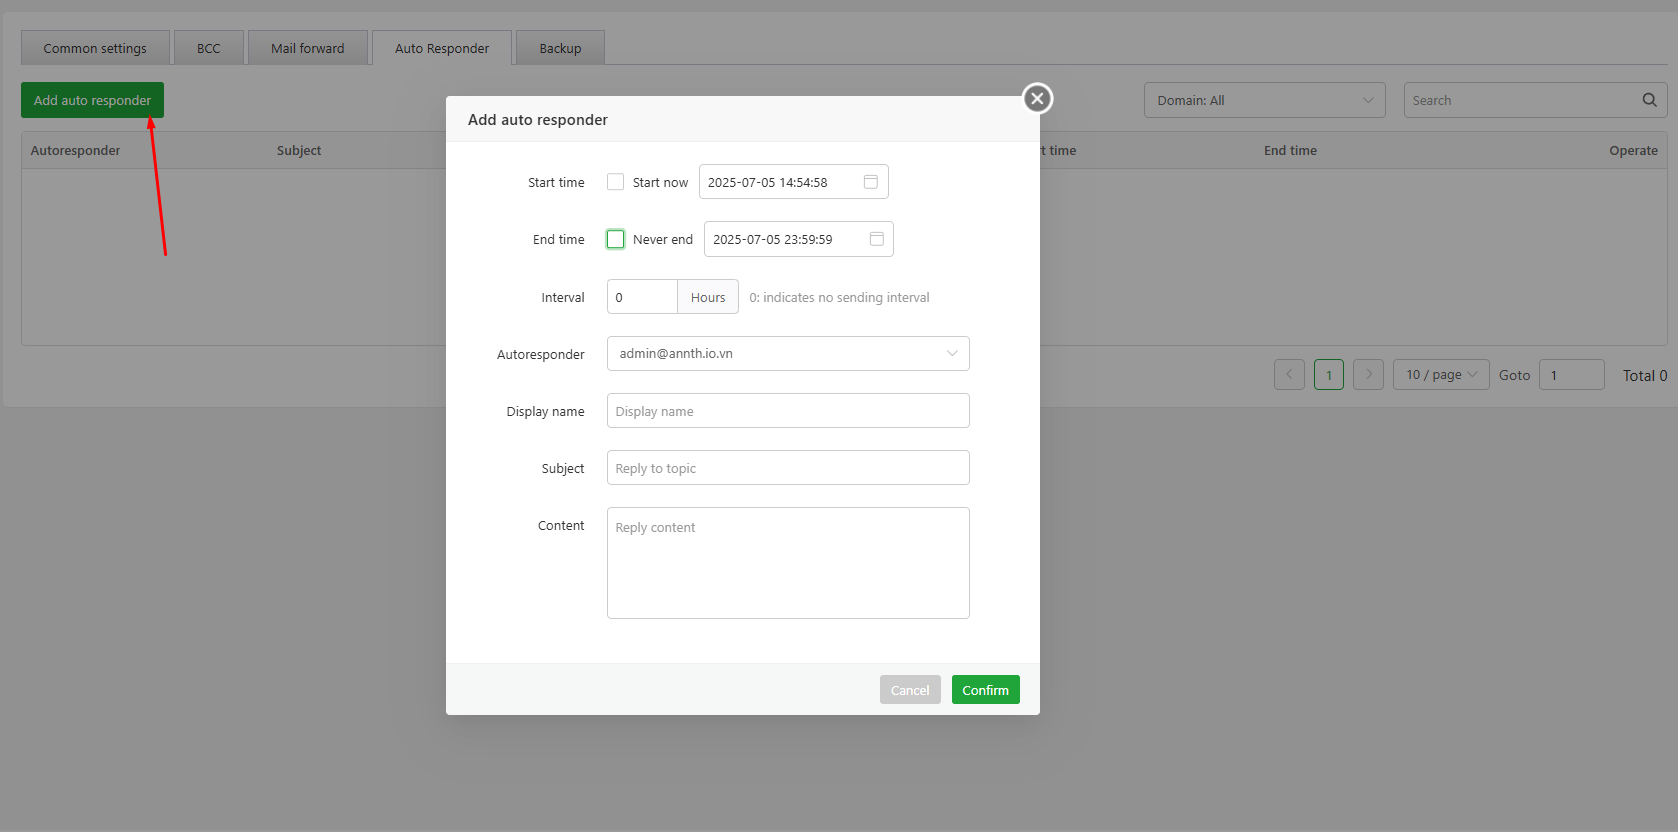 Common settings BCC Mail forward Auto Responder Backup
Add auto responder Domain: All Search
Autoresponder Subject t time End time Operate
Add auto responder
Start time Start now 2025-07-05 14:54:58
End time Never end 2025-07-05 23:59:59
Interval 0 Hours 0: indicates no sending interval
Autoresponder admin@annth.io.vn
Display name Display name
Subject Reply to topic
Content Reply content
Cancel Confirm
1 10 / page Goto 1 Total 0